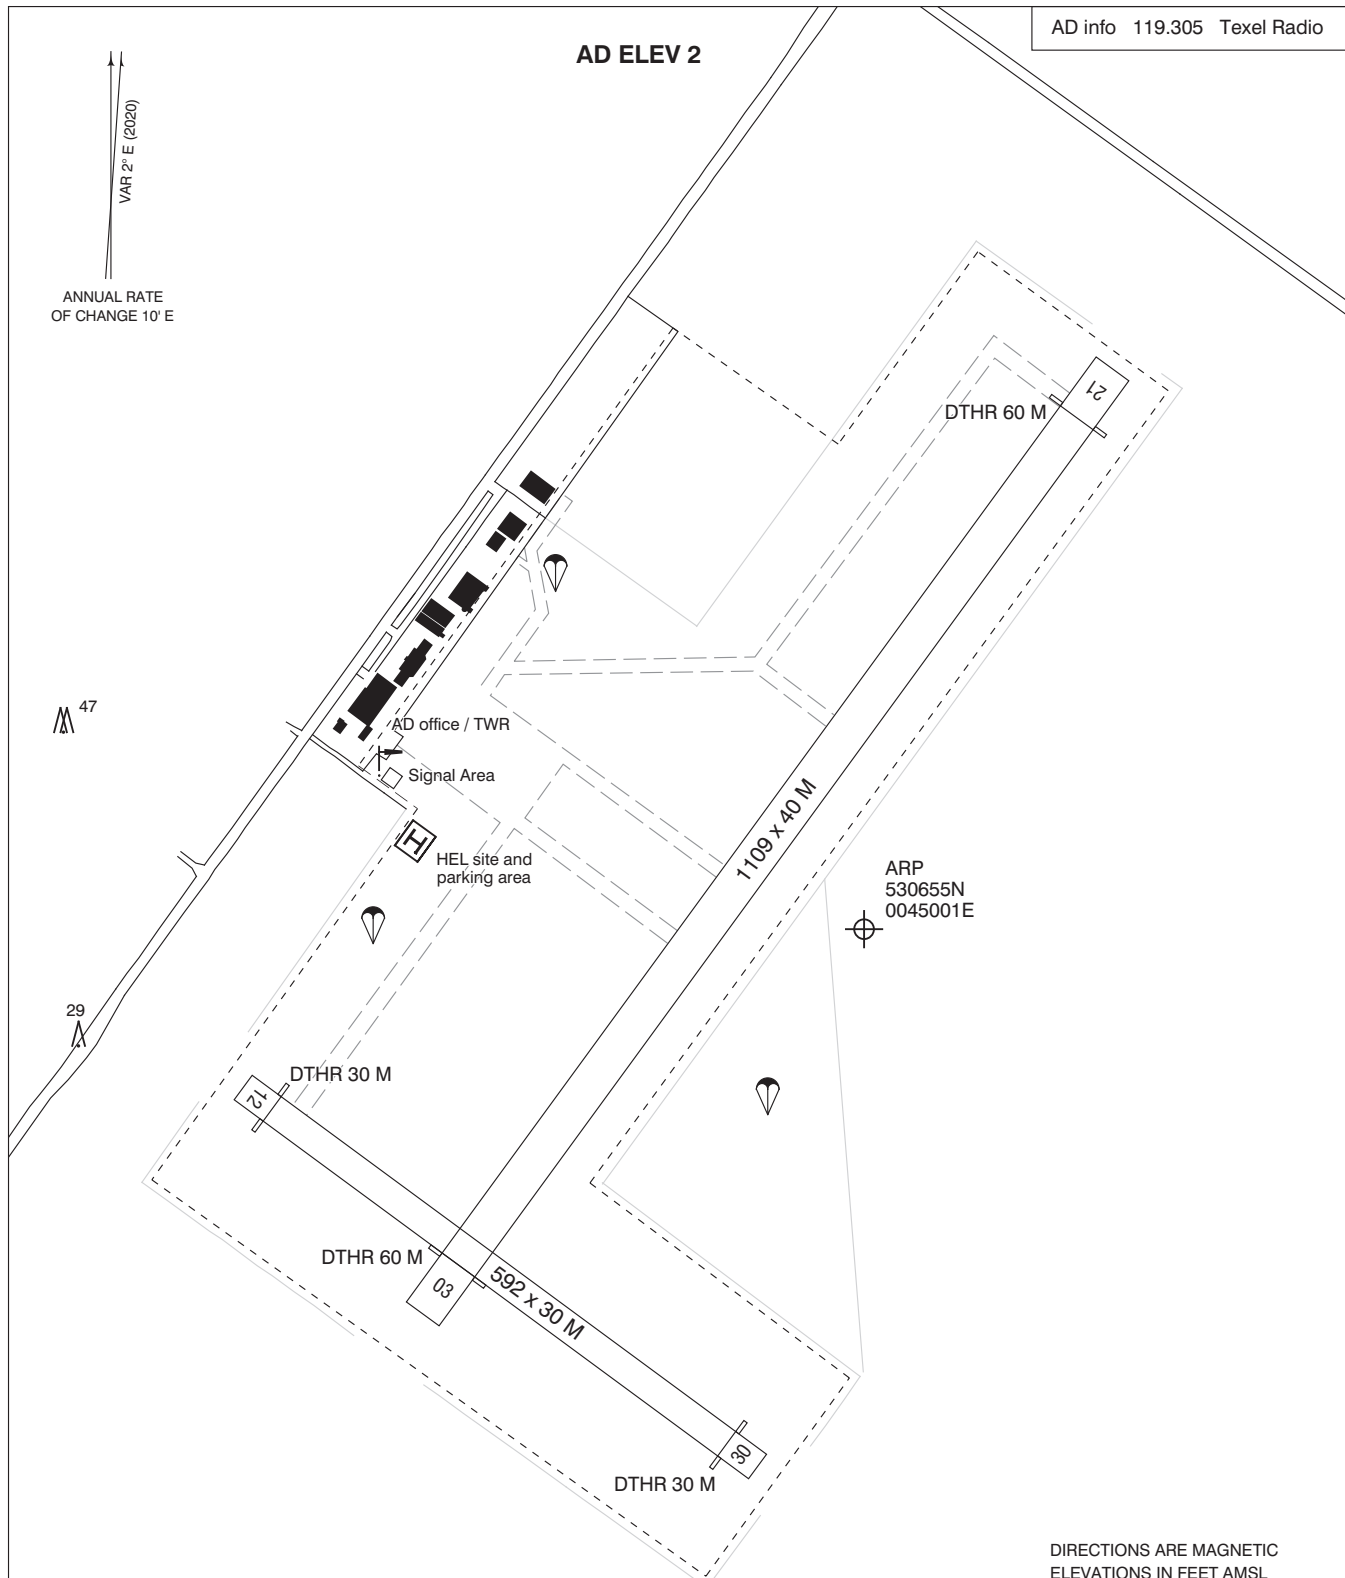 AD info 119.305 Texel Radio
AD ELEV 2
VAR 2° E (2020)
ANNUAL RATE
OF CHANGE 10' E
21
DTHR 60 M
47
AD office / TWR
Signal Area
H
HEL site and
parking area
1109 x 40 M
ARP
530655N
0045001E
29
DTHR 30 M
12
DTHR 60 M
03
592 x 30 M
30
DTHR 30 M
DIRECTIONS ARE MAGNETIC
ELEVATIONS IN FEET AMSL